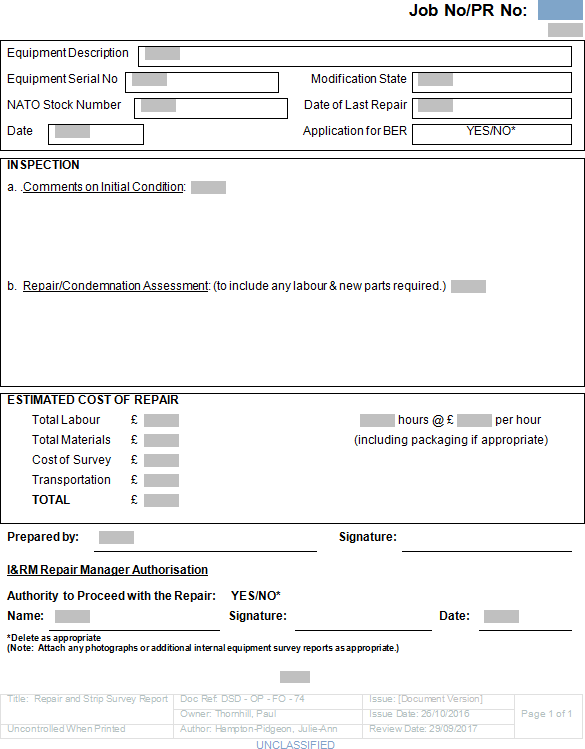 Job No/PR No:
Equipment Description
Equipment Serial No Modification State
NATO Stock Number Date of Last Repair
Date Application for BER YES/NO*
INSPECTION
a. .Comments on Initial Condition:
b. Repair/Condemnation Assessment: (to include any labour & new parts required.)
ESTIMATED COST OF REPAIR
Total Labour £ hours @ £ per hour
Total Materials £ (including packaging if appropriate)
Cost of Survey £
Transportation £
TOTAL £
Prepared by: Signature:
I&RM Repair Manager Authorisation
Authority to Proceed with the Repair: YES/NO*
Name: Signature: Date:
*Delete as appropriate
(Note: Attach any photographs or additional internal equipment survey reports as appropriate.)
Title: Repair and Strip Survey Report Doc Ref: DSD - OP - FO - 74 Issue: [Document Version]
Owner: Thornhill, Paul Issue Date: 26/10/2016 Page 1 of 1
Uncontrolled When Printed Author: Hampton-Pidgeon, Julie-Ann Review Date: 29/09/2017
UNCLASSIFIED